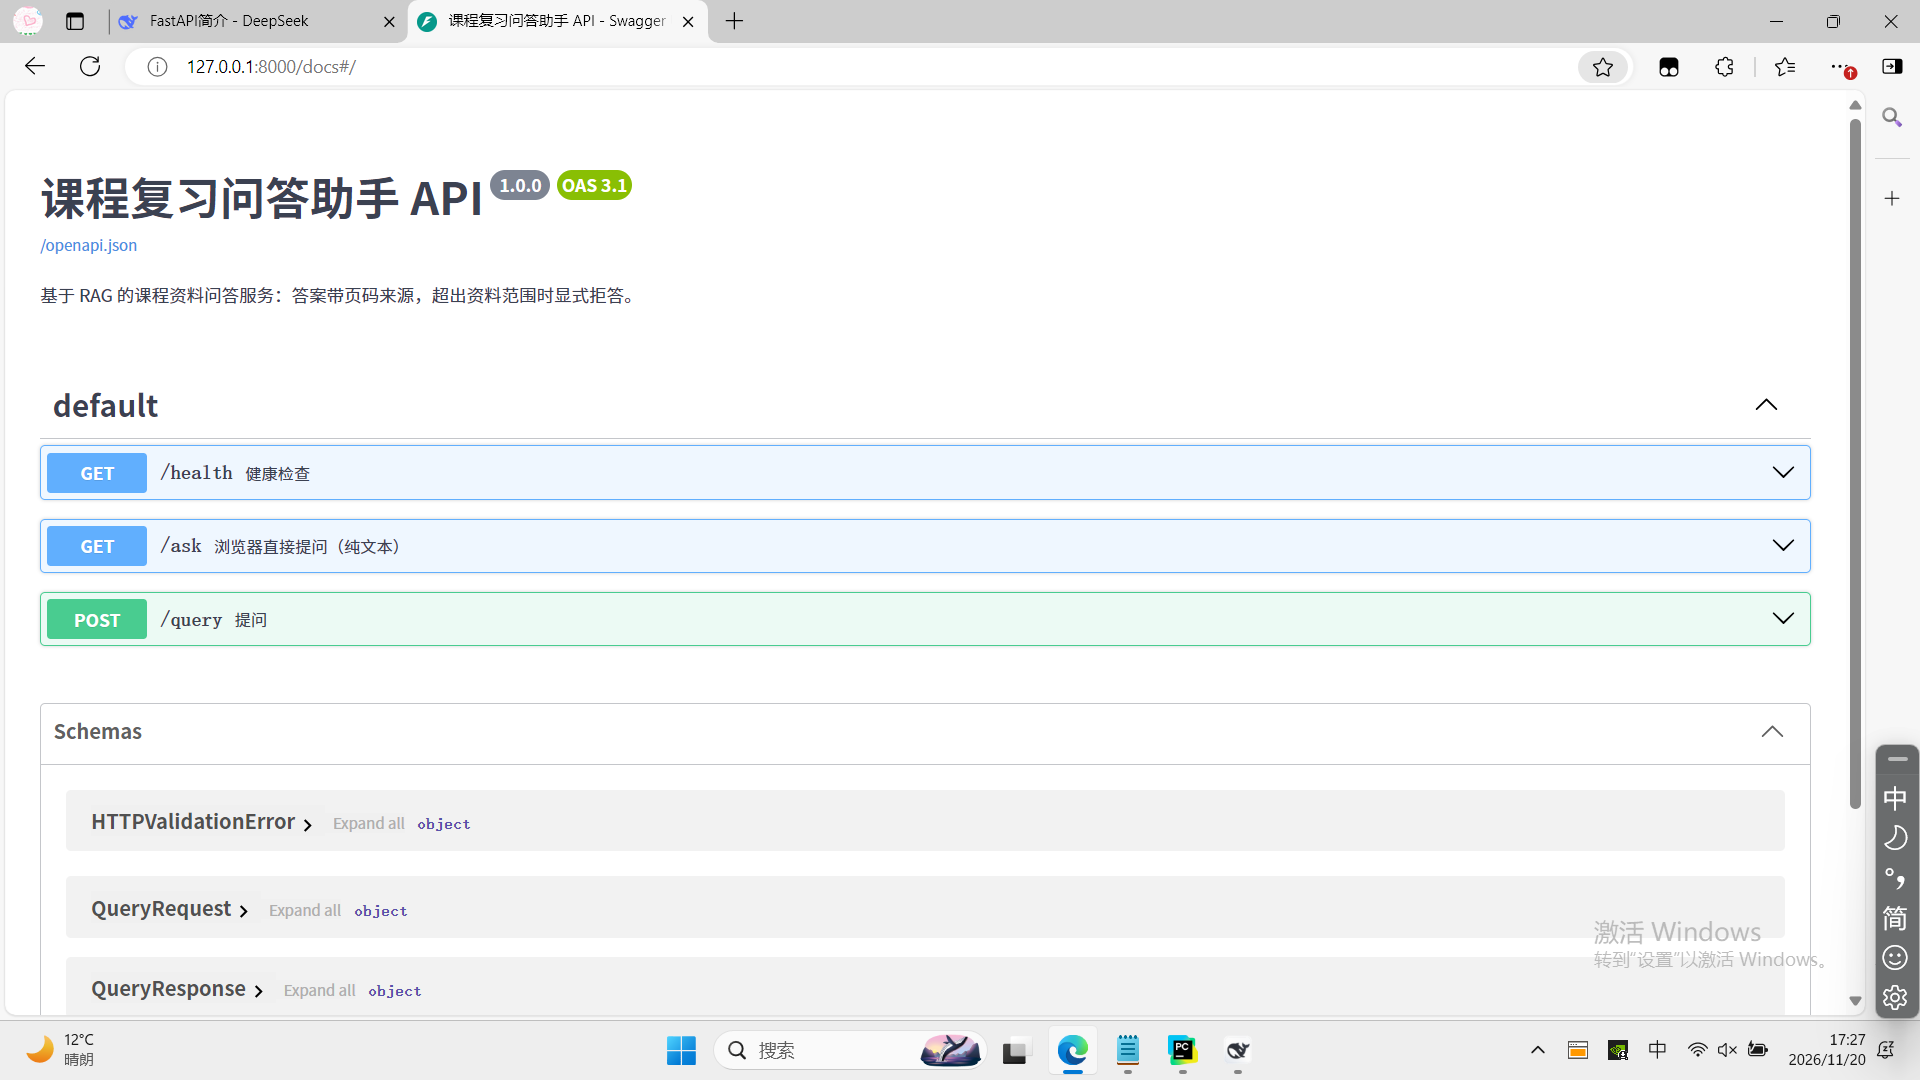 FastAPI简介 - DeepSeek
课程复习问答助手 API - Swagger
127.0.0.1:8000/docs#/
课程复习问答助手 API 1.0.0 OAS 3.1
/openapi.json
基于 RAG 的课程资料问答服务：答案带页码来源，超出资料范围时显式拒答。
default
GET /health 健康检查
GET /ask 浏览器直接提问（纯文本）
POST /query 提问
Schemas
HTTPValidationError Expand all object
QueryRequest Expand all object
QueryResponse Expand all object
激活 Windows
转到“设置”以激活 Windows。
中
简
12°C
晴朗
搜索
PC
中
17:27
2026/11/20